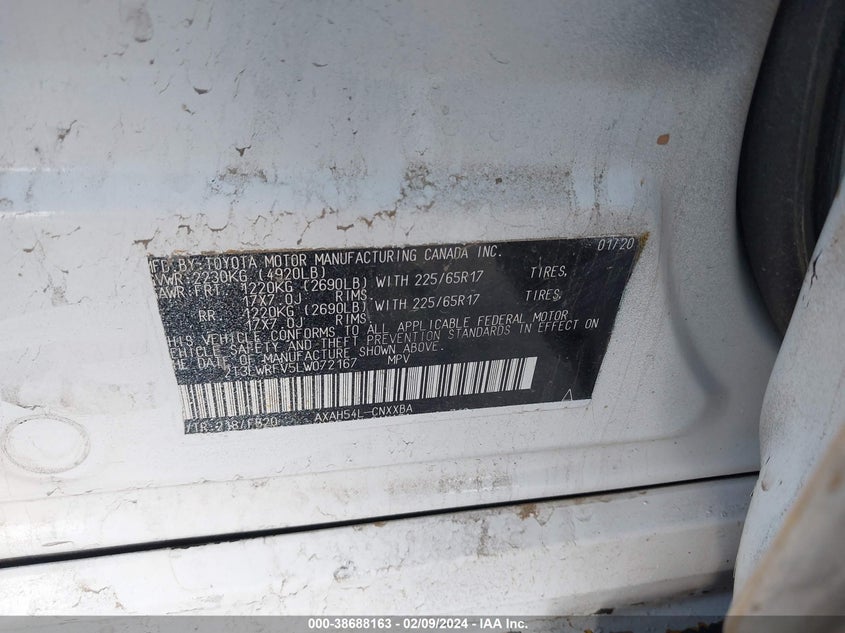 MFD.BY:TOYOTA MOTOR MANUFACTURING CANADA INC. 01/20
GVWR:2230KG (4920LB)
GAWR:FRT. 1220KG (2690LB) WITH 225/65R17 TIRES,
17X7.0J RIMS.
RR 1220KG (2690LB) WITH 225/65R17 TIRES,
17X7.0J RIMS
THIS VEHICLE CONFORMS TO ALL APPLICABLE FEDERAL MOTOR
VEHICLE SAFETY AND THEFT PREVENTION STANDARDS IN EFFECT ON
THE DATE OF MANUFACTURE SHOWN ABOVE.
2T3LWRFV5LW072167 MPV
218/FB20 AXAH54L-CNXXBA
000-38688163 - 02/09/2024 - IAA Inc.